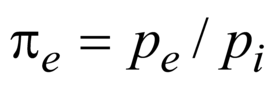 πₑ = pₑ / pᵢ